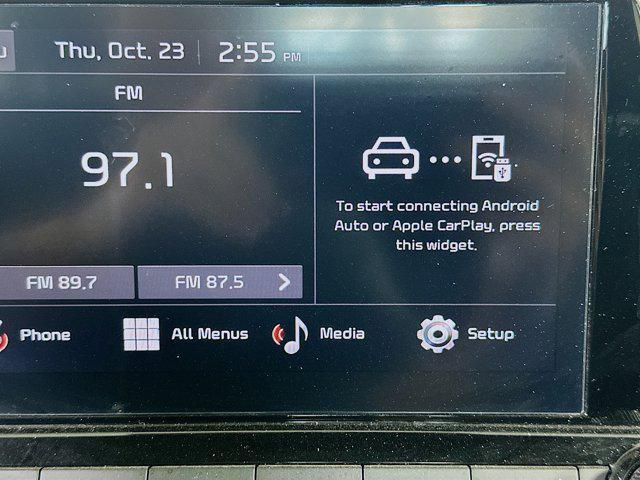 Thu, Oct. 23 2:55 PM
FM
97.1
To start connecting Android
Auto or Apple CarPlay, press
this widget.
FM 89.7 FM 87.5
Phone All Menus Media Setup